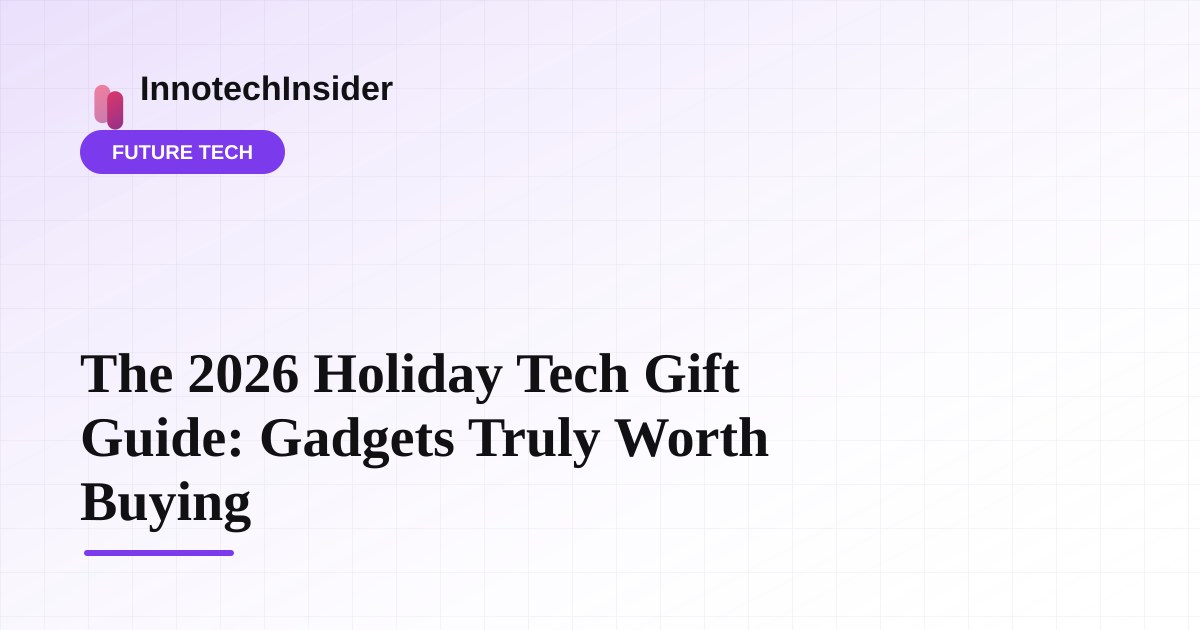 InnotechInsider
FUTURE TECH
The 2026 Holiday Tech Gift
Guide: Gadgets Truly Worth
Buying